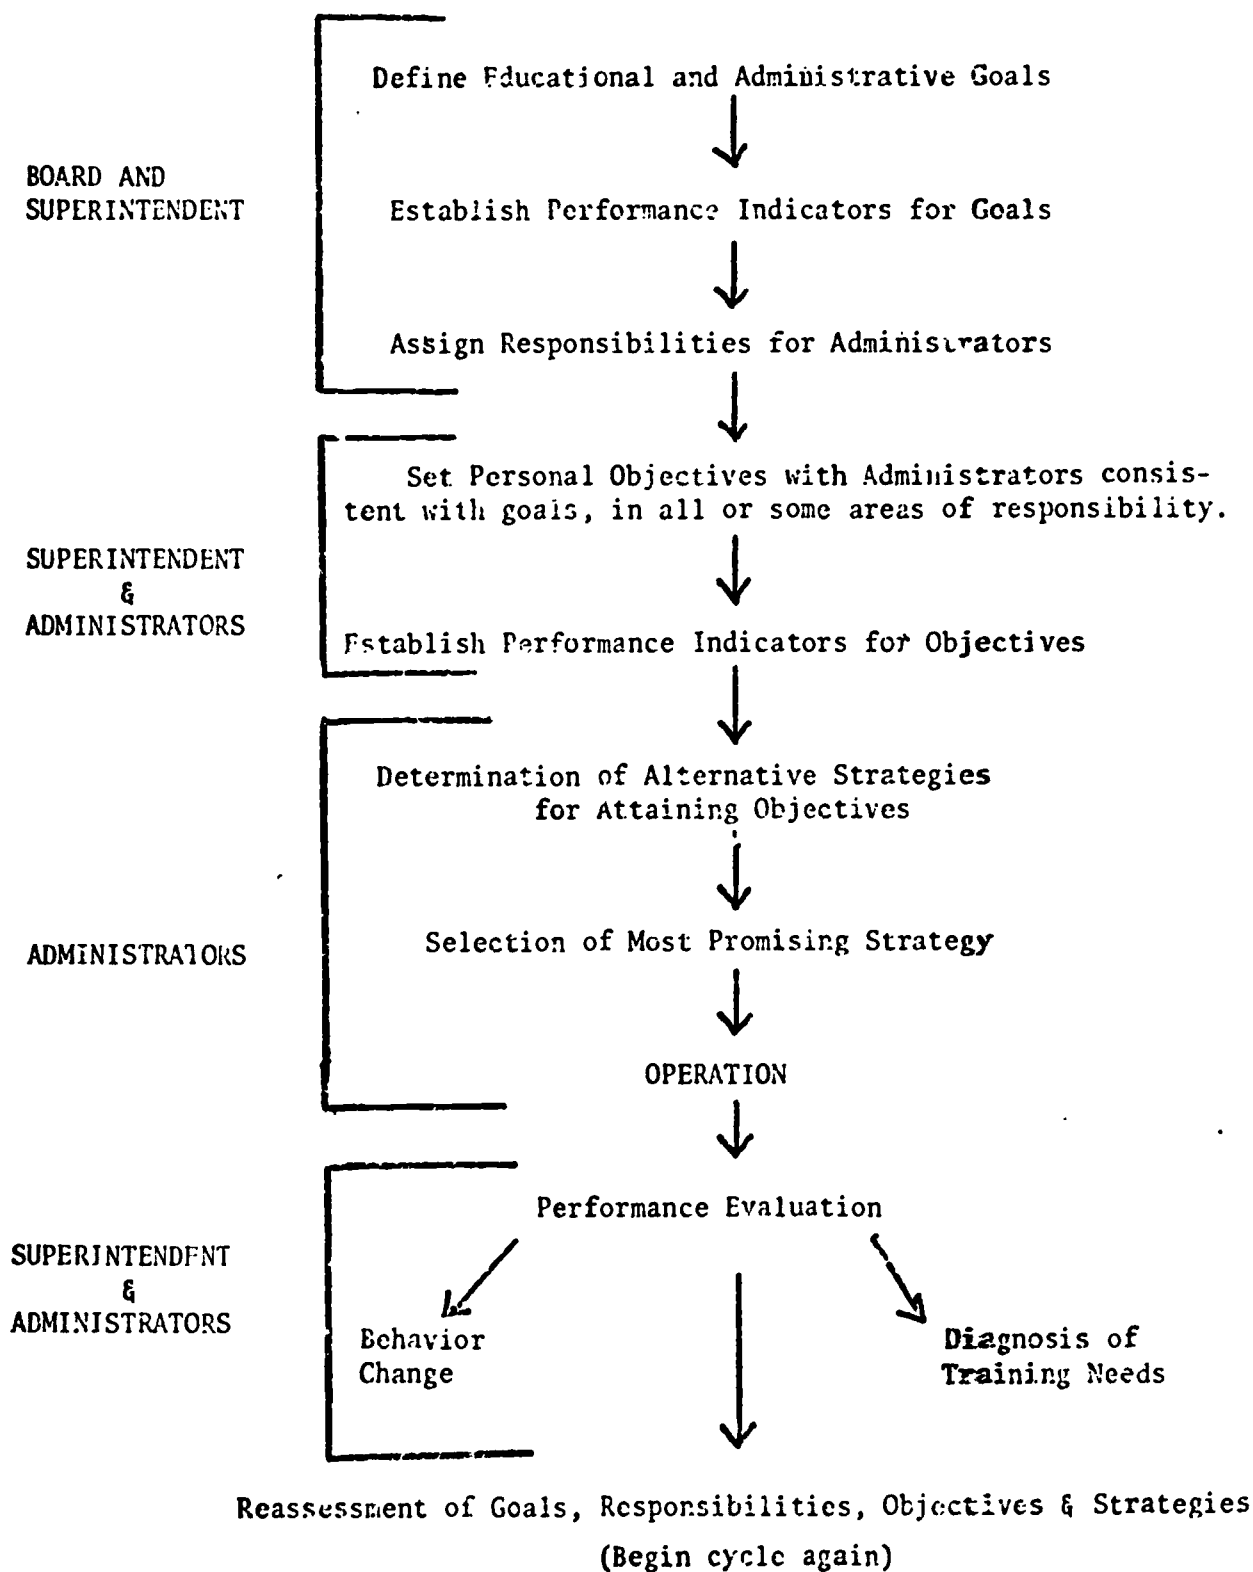 Define Educational and Administrative Goals
BOARD AND
SUPERINTENDENT
Establish Performance Indicators for Goals
Assign Responsibilities for Administrators
Set Personal Objectives with Administrators consis-
tent with goals, in all or some areas of responsibility.
SUPERINTENDENT
&
ADMINISTRATORS
Establish Performance Indicators for Objectives
Determination of Alternative Strategies
for Attaining Objectives
ADMINISTRATORS
Selection of Most Promising Strategy
OPERATION
Performance Evaluation
SUPERINTENDENT
&
ADMINISTRATORS
Behavior
Change
Diagnosis of
Training Needs
Reassessment of Goals, Responsibilities, Objectives & Strategies
(Begin cycle again)